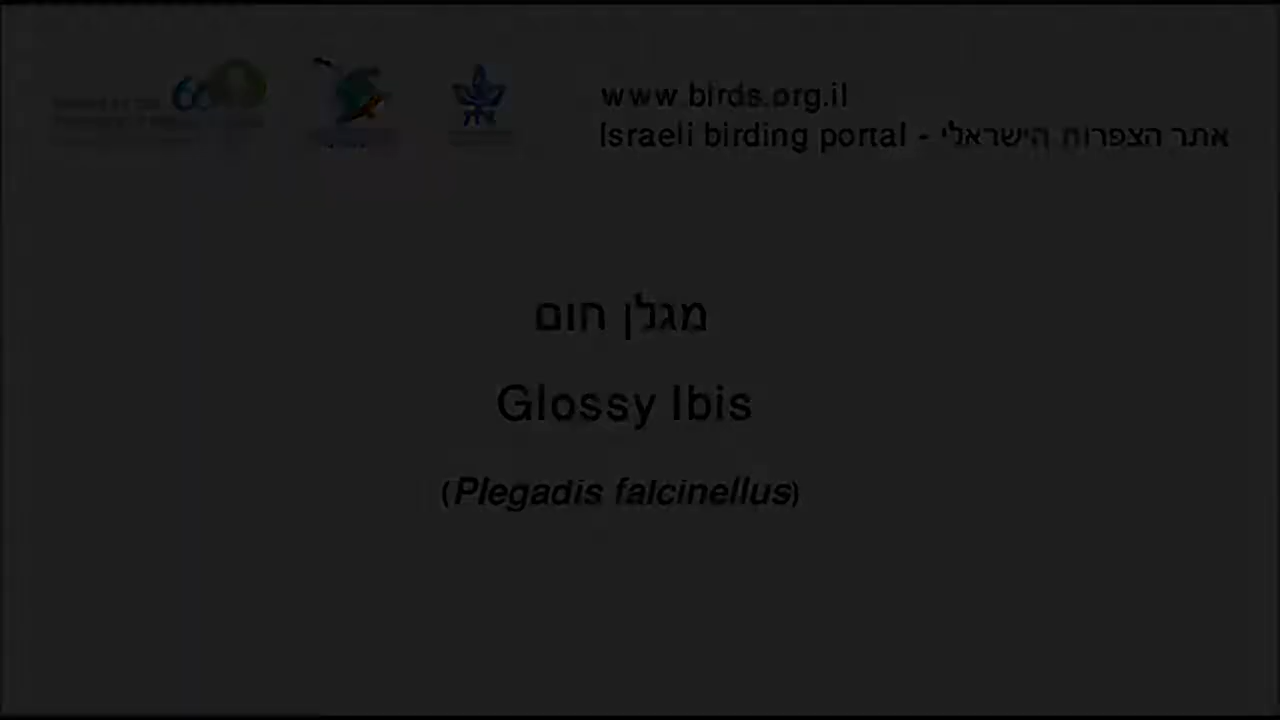 www.birds.org.il
Israeli birding portal - אתר הצפרות הישראלי
מגלן חום
Glossy Ibis
(Plegadis falcinellus)